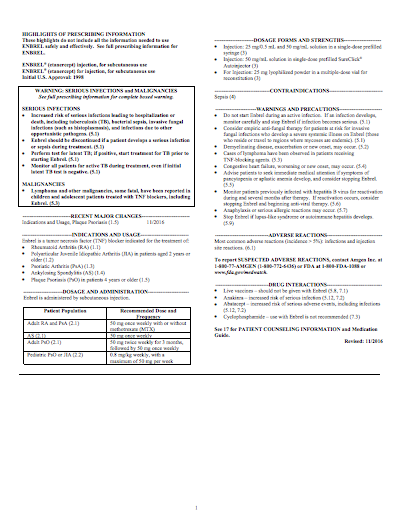 HIGHLIGHTS OF PRESCRIBING INFORMATION
These highlights do not include all the information needed to
use ENBREL safely and effectively. See full prescribing information for
ENBREL.
ENBREL® (etanercept) injection, for subcutaneous use
ENBREL® (etanercept) for injection, for subcutaneous use
Initial U.S. Approval: 1998
WARNING: SERIOUS INFECTIONS and MALIGNANCIES
See full prescribing information for complete boxed warning.
SERIOUS INFECTIONS
• Increased risk of serious infections leading to hospitalization or
death, including tuberculosis (TB), bacterial sepsis, invasive fungal
infections (such as histoplasmosis), and infections due to other
opportunistic pathogens. (5.1)
• Enbrel should be discontinued if a patient develops a serious infection
or sepsis during treatment. (5.1)
• Perform test for latent TB; if positive, start treatment for TB prior to
starting Enbrel. (5.1)
• Monitor all patients for active TB during treatment, even if initial
latent TB test is negative. (5.1)
MALIGNANCIES
• Lymphoma and other malignancies, some fatal, have been reported in
children and adolescent patients treated with TNF blockers, including
Enbrel. (5.3)
-------------------RECENT MAJOR CHANGES-------------------
Indications and Usage, Plaque Psoriasis (1.5) 11/2016
-------------------INDICATIONS AND USAGE-------------------
Enbrel is a tumor necrosis factor (TNF) blocker indicated for the treatment of:
• Rheumatoid Arthritis (RA) (1.1)
• Polyarticular Juvenile Idiopathic Arthritis (JIA) in patients aged 2 years or
older (1.2)
• Psoriatic Arthritis (PsA) (1.3)
• Ankylosing Spondylitis (AS) (1.4)
• Plaque Psoriasis (PsO) in patients 4 years or older (1.5)
-------------------DOSAGE AND ADMINISTRATION-------------------
Enbrel is administered by subcutaneous injection.
Patient Population Recommended Dose and
Frequency
Adult RA and PsA (2.1) 50 mg once weekly with or without
methotrexate (MTX)
AS (2.1) 50 mg once weekly
Adult PsO (2.1) 50 mg twice weekly for 3 months,
followed by 50 mg once weekly
Pediatric PsO or JIA (2.2) 0.8 mg/kg weekly, with a
maximum of 50 mg per week
-------------------DOSAGE FORMS AND STRENGTHS-------------------
• Injection: 25 mg/0.5 mL and 50 mg/mL solution in a single-dose prefilled
syringe (3)
• Injection: 50 mg/mL solution in single-dose prefilled SureClick®
Autoinjector (3)
• For Injection: 25 mg lyophilized powder in a multiple-dose vial for
reconstitution (3)
-------------------CONTRAINDICATIONS-------------------
Sepsis (4)
-------------------WARNINGS AND PRECAUTIONS-------------------
• Do not start Enbrel during an active infection. If an infection develops,
monitor carefully and stop Enbrel if infection becomes serious. (5.1)
• Consider empiric anti-fungal therapy for patients at risk for invasive
fungal infections who develop a severe systemic illness on Enbrel (those
who reside or travel to regions where mycoses are endemic). (5.1)
• Demyelinating disease, exacerbation or new onset, may occur. (5.2)
• Cases of lymphoma have been observed in patients receiving
TNF-blocking agents. (5.3)
• Congestive heart failure, worsening or new onset, may occur. (5.4)
• Advise patients to seek immediate medical attention if symptoms of
pancytopenia or aplastic anemia develop, and consider stopping Enbrel.
(5.5)
• Monitor patients previously infected with hepatitis B virus for reactivation
during and several months after therapy. If reactivation occurs, consider
stopping Enbrel and beginning anti-viral therapy. (5.6)
• Anaphylaxis or serious allergic reactions may occur. (5.7)
• Stop Enbrel if lupus-like syndrome or autoimmune hepatitis develops.
(5.9)
-------------------ADVERSE REACTIONS-------------------
Most common adverse reactions (incidence > 5%): infections and injection
site reactions. (6.1)
To report SUSPECTED ADVERSE REACTIONS, contact Amgen Inc. at
1-800-77-AMGEN (1-800-772-6436) or FDA at 1-800-FDA-1088 or
www.fda.gov/medwatch.
-------------------DRUG INTERACTIONS-------------------
• Live vaccines – should not be given with Enbrel (5.8, 7.1)
• Anakinra – increased risk of serious infection (5.12, 7.2)
• Abatacept – increased risk of serious adverse events, including infections
(5.12, 7.2)
• Cyclophosphamide – use with Enbrel is not recommended (7.3)
See 17 for PATIENT COUNSELING INFORMATION and Medication
Guide.
Revised: 11/2016
1